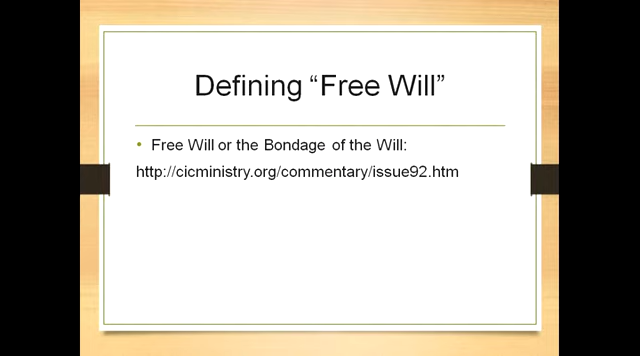 Defining “Free Will”
• Free Will or the Bondage of the Will:
http://cicministry.org/commentary/issue92.htm